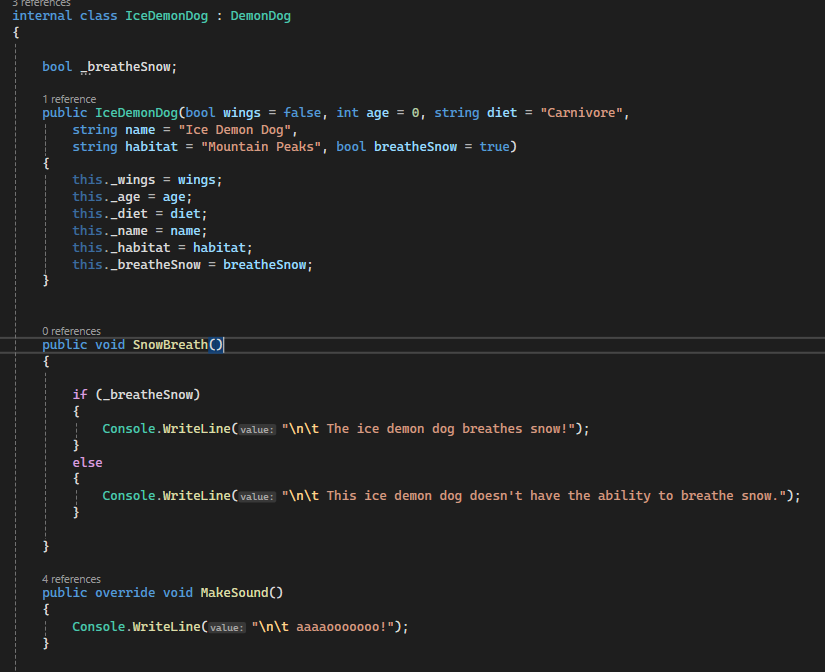 3 references
internal class IceDemonDog : DemonDog
{
bool _breatheSnow;
1 reference
public IceDemonDog(bool wings = false, int age = 0, string diet = "Carnivore",
string name = "Ice Demon Dog",
string habitat = "Mountain Peaks", bool breatheSnow = true)
{
this._wings = wings;
this._age = age;
this._diet = diet;
this._name = name;
this._habitat = habitat;
this._breatheSnow = breatheSnow;
}
0 references
public void SnowBreath()
{
if (_breatheSnow)
{
Console.WriteLine(value: "\n\t The ice demon dog breathes snow!");
}
else
{
Console.WriteLine(value: "\n\t This ice demon dog doesn't have the ability to breathe snow.");
}
}
4 references
public override void MakeSound()
{
Console.WriteLine(value: "\n\t aaaaooooooo!");
}